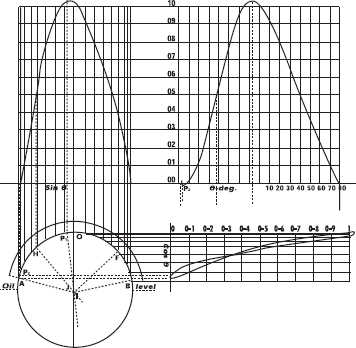 10
09
08
07
06
05
04
03
02
01
00
Sin θ
P,
θ deg.
10 20 30 40 50 60 70 80
0 0-1 0-2 0-3 0-4 0-5 0-6 0-7 0-8 0-9 1
Cos θ
P
O
H
F
P
A
B
J
Oil
level